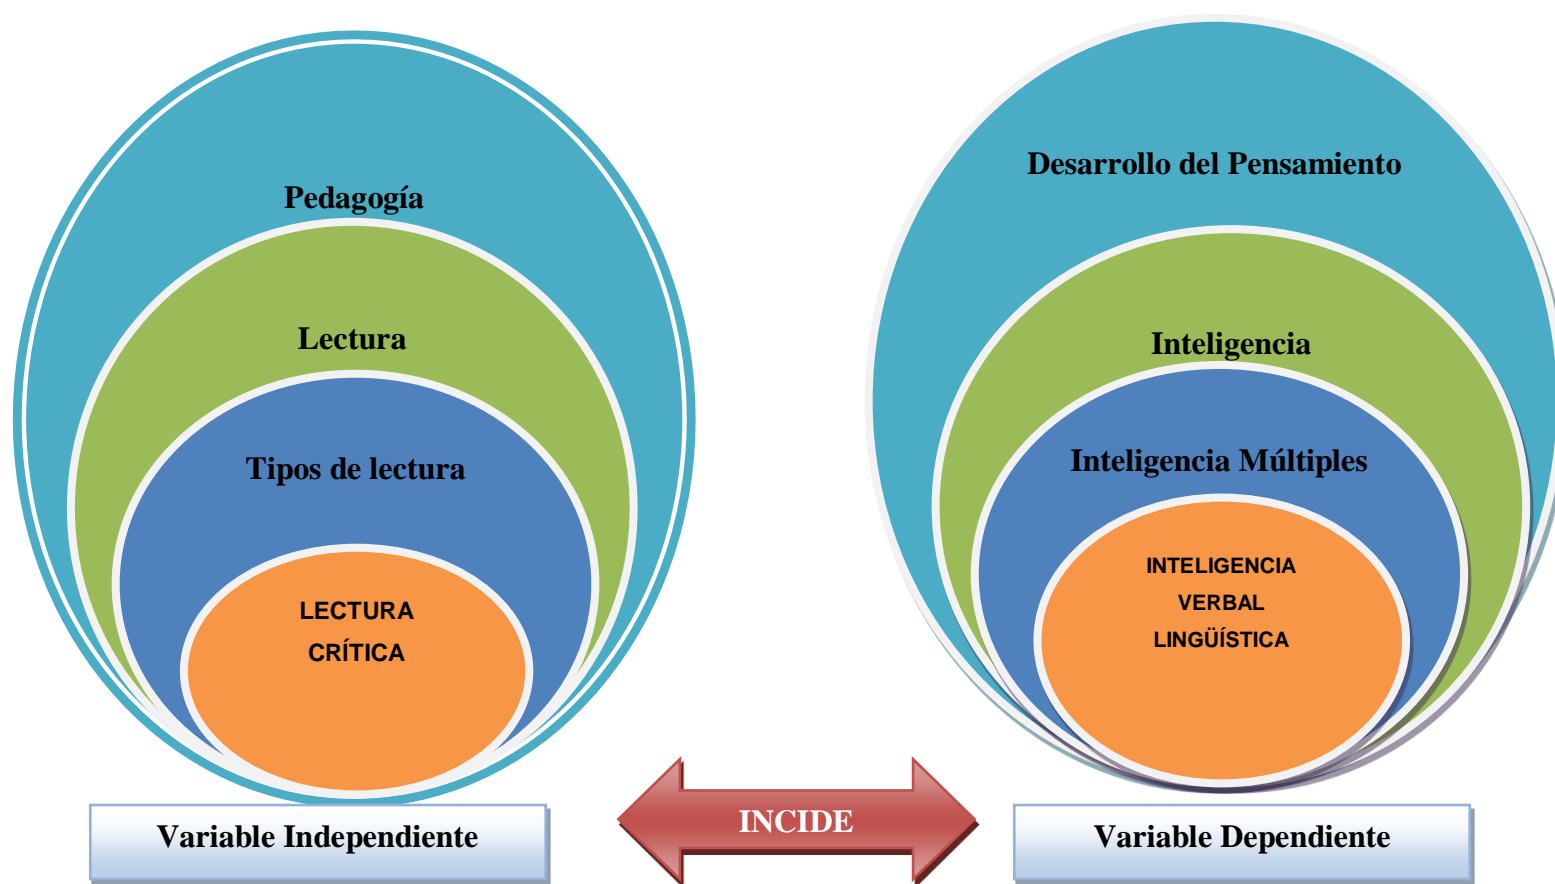 Pedagogía
Lectura
Tipos de lectura
LECTURA
CRÍTICA
Variable Independiente
INCIDE
Desarrollo del Pensamiento
Inteligencia
Inteligencia Múltiples
INTELIGENCIA
VERBAL
LINGÜÍSTICA
Variable Dependiente